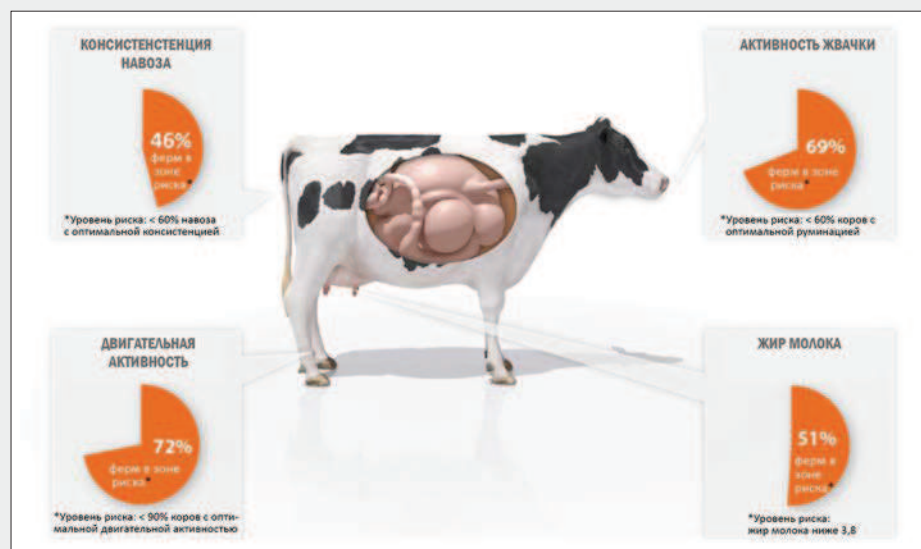 КОНСИСТЕНСТЕНЦИЯ
НАВОЗА
46%
ферм в
зоне
риска*
*Уровень риска: < 60% навоза
с оптимальной консистенцией
АКТИВНОСТЬ ЖВАЧКИ
69%
ферм в зоне
риска*
*Уровень риска: < 60% коров с
оптимальной руминацией
ДВИГАТЕЛЬНАЯ
АКТИВНОСТЬ
72%
ферм в зоне
риска*
*Уровень риска: < 90% коров с опти-
мальной двигательной активностью
ЖИР МОЛОКА
51%
ферм в зоне
риска*
*Уровень риска:
жир молока ниже 3,8